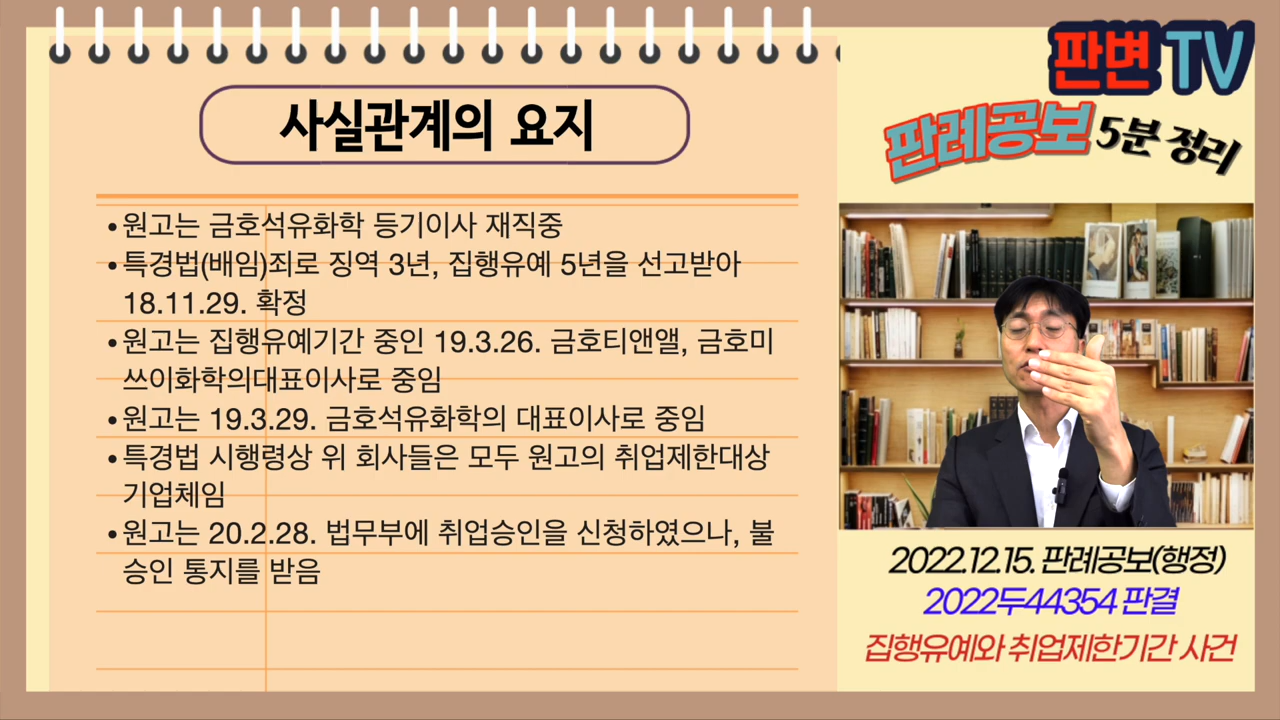 사실관계의 요지
•원고는 금호석유화학 등기이사 재직중
•특경법(배임)죄로 징역 3년, 집행유예 5년을 선고받아
18.11.29. 확정
•원고는 집행유예기간 중인 19.3.26. 금호티앤앨, 금호미
쓰이화학의대표이사로 중임
•원고는 19.3.29. 금호석유화학의 대표이사로 중임
•특경법 시행령상 위 회사들은 모두 원고의 취업제한대상
기업체임
•원고는 20.2.28. 법무부에 취업승인을 신청하였으나, 불
승인 통지를 받음
판변 TV
판례공보 5분 정리
2022.12.15. 판례공보(행정)
2022두44354 판결
집행유예와 취업제한기간 사건